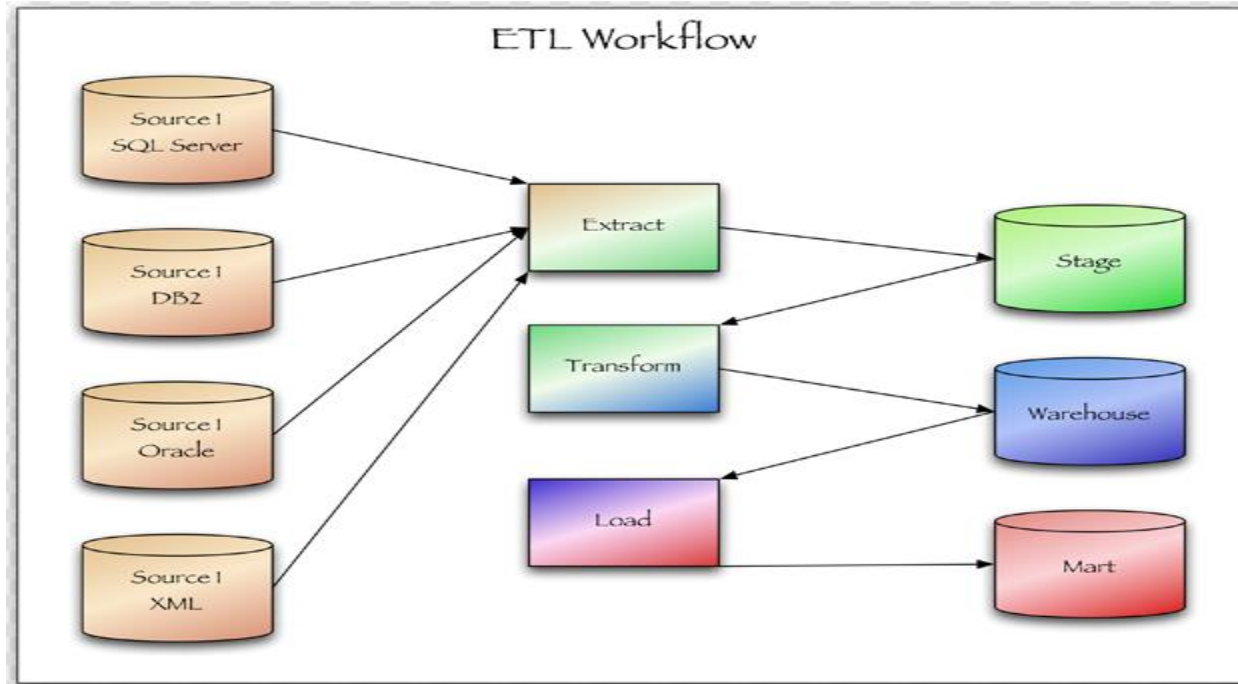 ETL Workflow
Source 1
SQL Server
Source 1
DB2
Source 1
Oracle
Source 1
XML
Extract
Transform
Load
Stage
Warehouse
Mart